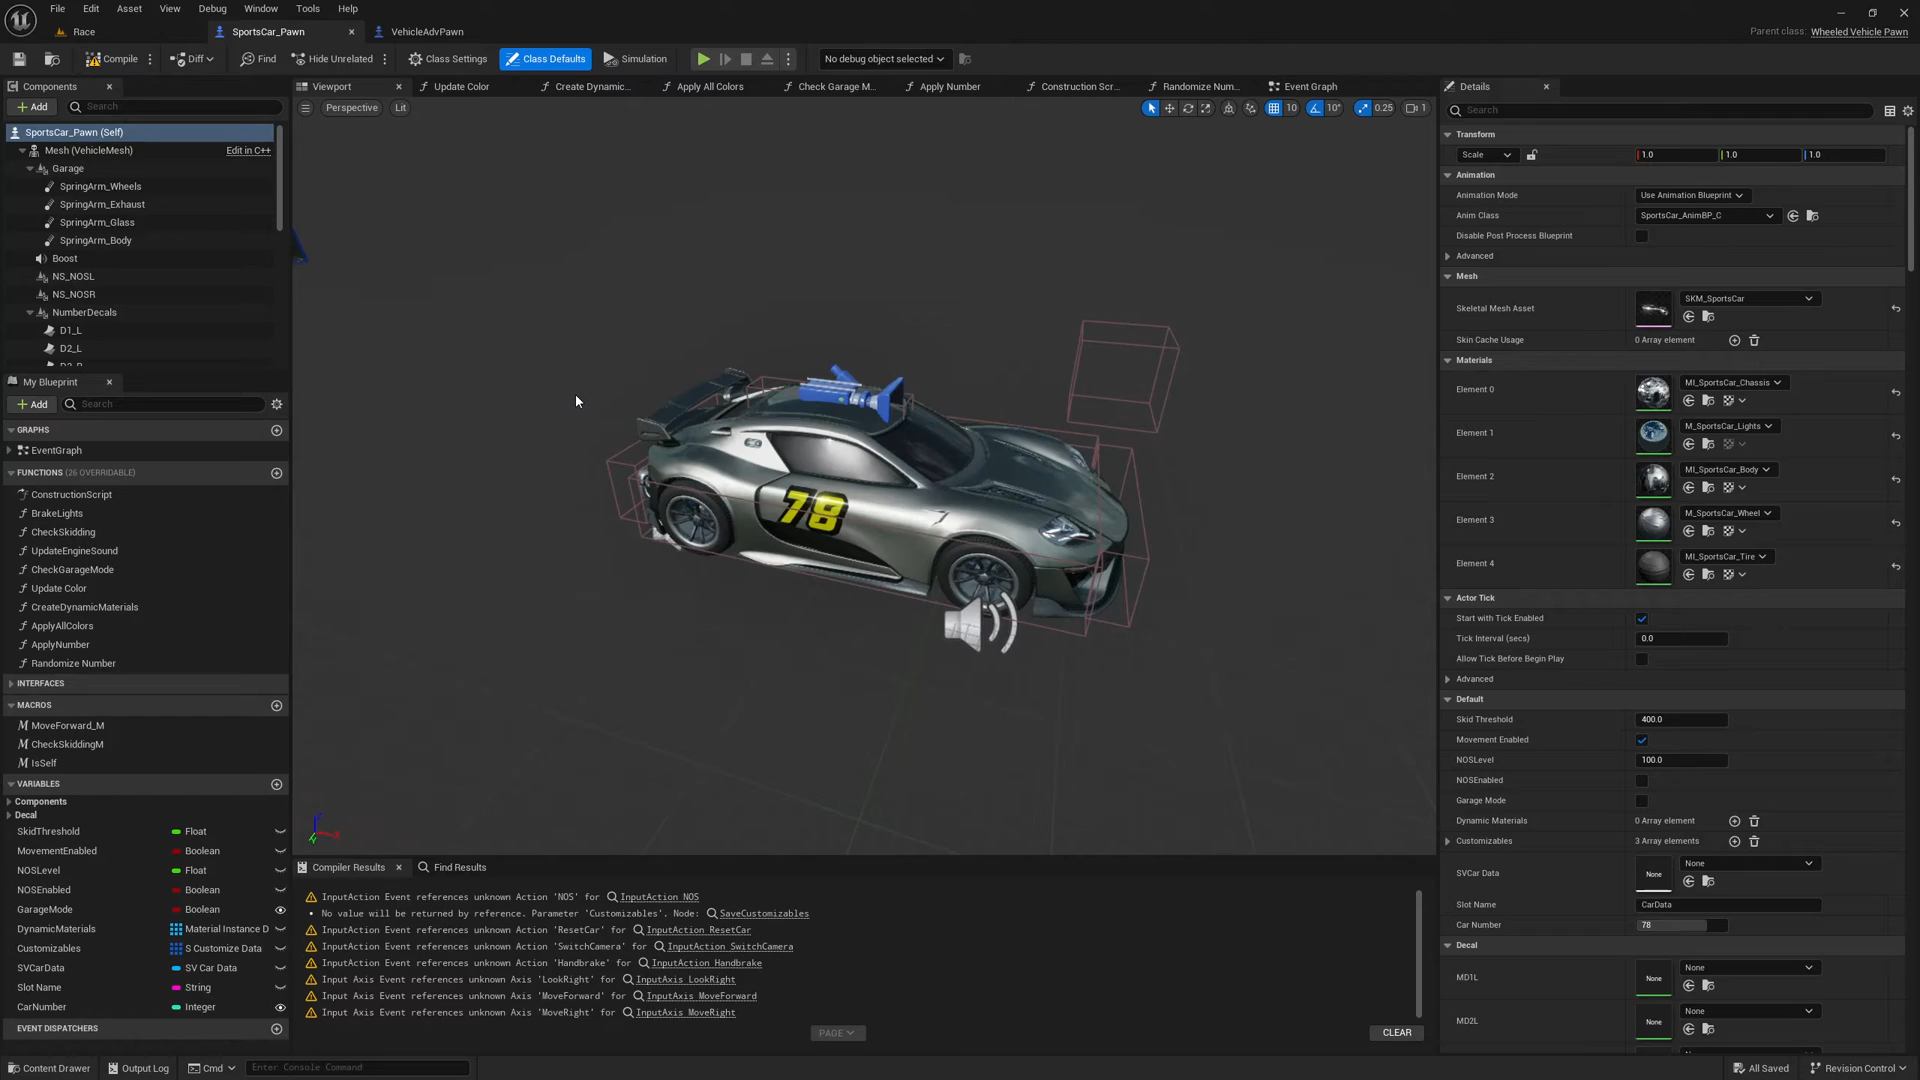 File Edit Asset View Debug Window Tools Help
Race SportsCar_Pawn VehicleAdvPawn
Parent class: Wheeled Vehicle Pawn
Compile Diff Find Hide Unrelated Class Settings Class Defaults Simulation No debug object selected
Components
Add Search
SportsCar_Pawn (Self)
Mesh (VehicleMesh) Edit in C++
Garage
SpringArm_Wheels
SpringArm_Exhaust
SpringArm_Glass
SpringArm_Body
Boost
NS_NOSL
NS_NOSR
NumberDecals
D1_L
D2_L
My Blueprint
Add Search
GRAPHS
EventGraph
FUNCTIONS (26 OVERRIDABLE)
ConstructionScript
BrakeLights
CheckSkidding
UpdateEngineSound
CheckGarageMode
Update Color
CreateDynamicMaterials
ApplyAllColors
ApplyNumber
Randomize Number
INTERFACES
MACROS
MoveForward_M
CheckSkiddingM
IsSelf
VARIABLES
Components
Decal
SkidThreshold Float
MovementEnabled Boolean
NOSLevel Float
NOSEnabled Boolean
GarageMode Boolean
DynamicMaterials Material Instance D
Customizables S Customize Data
SVCarData SV Car Data
Slot Name String
CarNumber Integer
EVENT DISPATCHERS
Viewport Update Color Create Dynamic... Apply All Colors Check Garage M... Apply Number Construction Scr... Randomize Num... Event Graph
Perspective Lit
10 10° 0.25 1
78
Compiler Results Find Results
InputAction Event references unknown Action 'NOS' for InputAction NOS
No value will be returned by reference. Parameter 'Customizables'. Node: SaveCustomizables
InputAction Event references unknown Action 'ResetCar' for InputAction ResetCar
InputAction Event references unknown Action 'SwitchCamera' for InputAction SwitchCamera
InputAction Event references unknown Action 'Handbrake' for InputAction Handbrake
Input Axis Event references unknown Axis 'LookRight' for InputAxis LookRight
Input Axis Event references unknown Axis 'MoveForward' for InputAxis MoveForward
Input Axis Event references unknown Axis 'MoveRight' for InputAxis MoveRight
PAGE CLEAR
Details
Search
Transform
Scale 1.0 1.0 1.0
Animation
Animation Mode Use Animation Blueprint
Anim Class SportsCar_AnimBP_C
Disable Post Process Blueprint
Advanced
Mesh
Skeletal Mesh Asset SKM_SportsCar
Skin Cache Usage 0 Array element
Materials
Element 0 MI_SportsCar_Chassis
Element 1 M_SportsCar_Lights
Element 2 MI_SportsCar_Body
Element 3 M_SportsCar_Wheel
Element 4 MI_SportsCar_Tire
Actor Tick
Start with Tick Enabled
Tick Interval (secs) 0.0
Allow Tick Before Begin Play
Advanced
Default
Skid Threshold 400.0
Movement Enabled
NOSLevel 100.0
NOSEnabled
Garage Mode
Dynamic Materials 0 Array element
Customizables 3 Array elements
SVCar Data None None
Slot Name CarData
Car Number 78
Decal
MD1L None None
MD2L None None
Content Drawer Output Log Cmd Enter Console Command All Saved Revision Control